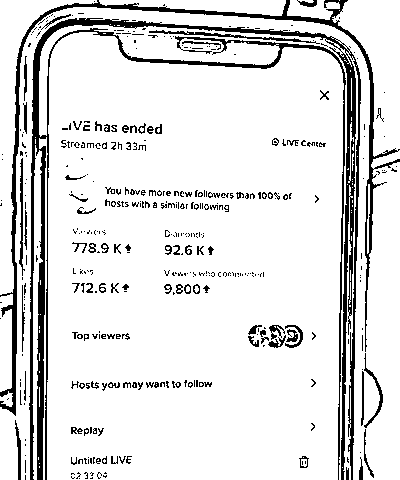 LIVE has ended
Streamed 2h 33m
LIVE Center
You have more new followers than 100% of
hosts with a similar following
Viewers
Diamonds
778.9 K
92.6 K
Likes
Viewers who commented
712.6 K
9,800
Top viewers
Hosts you may want to follow
Replay
Untitled LIVE
02:33:04